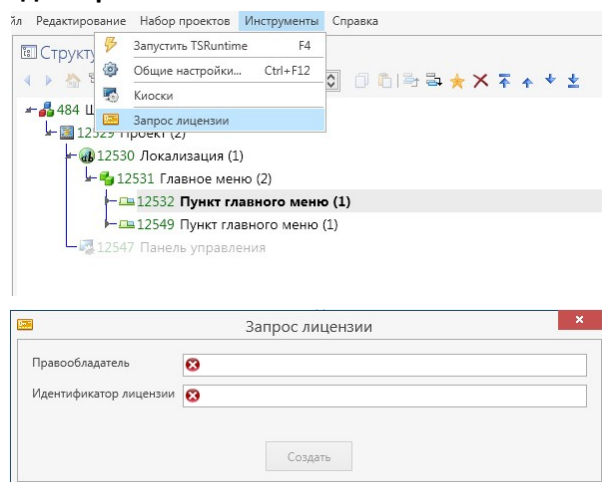 йл Редактирование Набор проектов Инструменты Справка
Структу
Запустить TSRuntime F4
Общие настройки... Ctrl+F12
Киоски
Запрос лицензии
484 Ш
12529 Проект (2)
12530 Локализация (1)
12531 Главное меню (2)
12532 Пункт главного меню (1)
12549 Пункт главного меню (1)
12547 Панель управления
Запрос лицензии
Правообладатель
Идентификатор лицензии
Создать